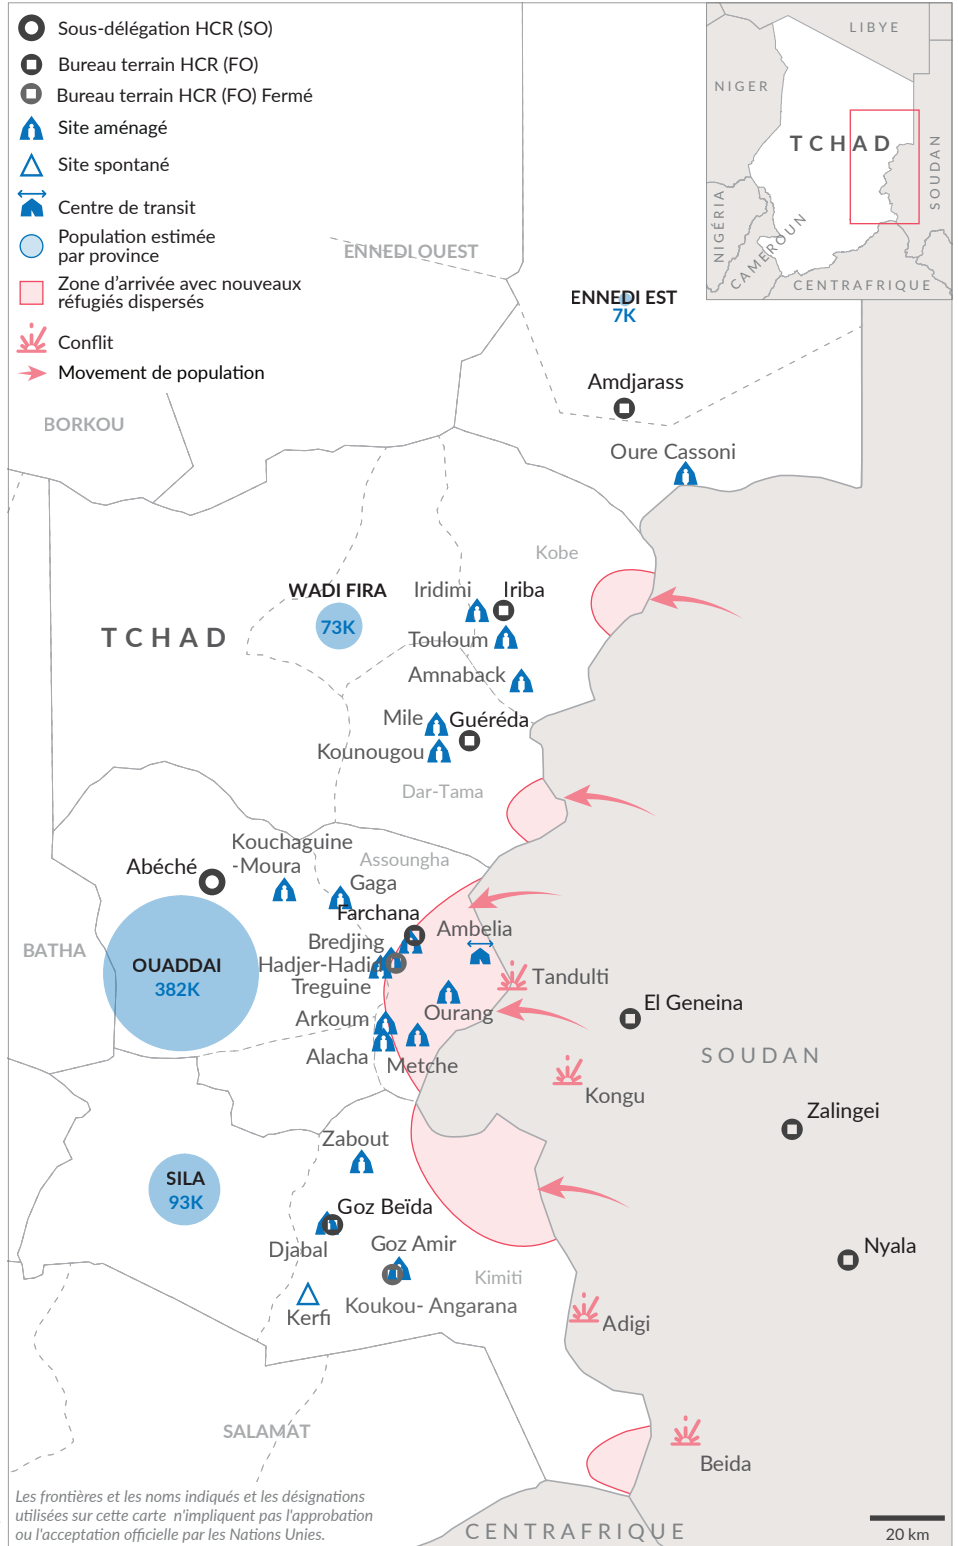 Sous-délégation HCR (SO)
Bureau terrain HCR (FO)
Bureau terrain HCR (FO) Fermé
Site aménagé
Site spontané
Centre de transit
Population estimée
par province
Zone d'arrivée avec nouveaux
réfugiés dispersés
Conflit
Movement de population
LIBYE
NIGER
TCHAD
SOUDAN
NIGÉRIA
CAMEROUN
CENTRAFRIQUE
ENNEDI OUEST
ENNEDI EST
7K
Amdjarass
BORKOU
Oure Cassoni
Kobe
WADI FIRA
73K
Iridimi
Iriba
TCHAD
Touloum
Amnaback
Mile
Guéréda
Kounougou
Dar-Tama
Kouchaguine
-Moura
Assoungha
Abéché
Gaga
Farchana
Ambelia
BATHA
Bredjing
OUADDAI
382K
Hadjer-Hadid
Tandulti
Treguine
Ourang
El Geneina
Arkoum
Alacha
Metche
SOUDAN
Kongu
Zalingei
Zabout
SILA
93K
Goz Beïda
Djabal
Goz Amir
Nyala
Kimiti
Koukou- Angarana
Kerfi
Adigi
SALAMAT
Beida
Les frontières et les noms indiqués et les désignations
utilisées sur cette carte n'impliquent pas l'approbation
ou l'acceptation officielle par les Nations Unies.
CENTRAFRIQUE
20 km